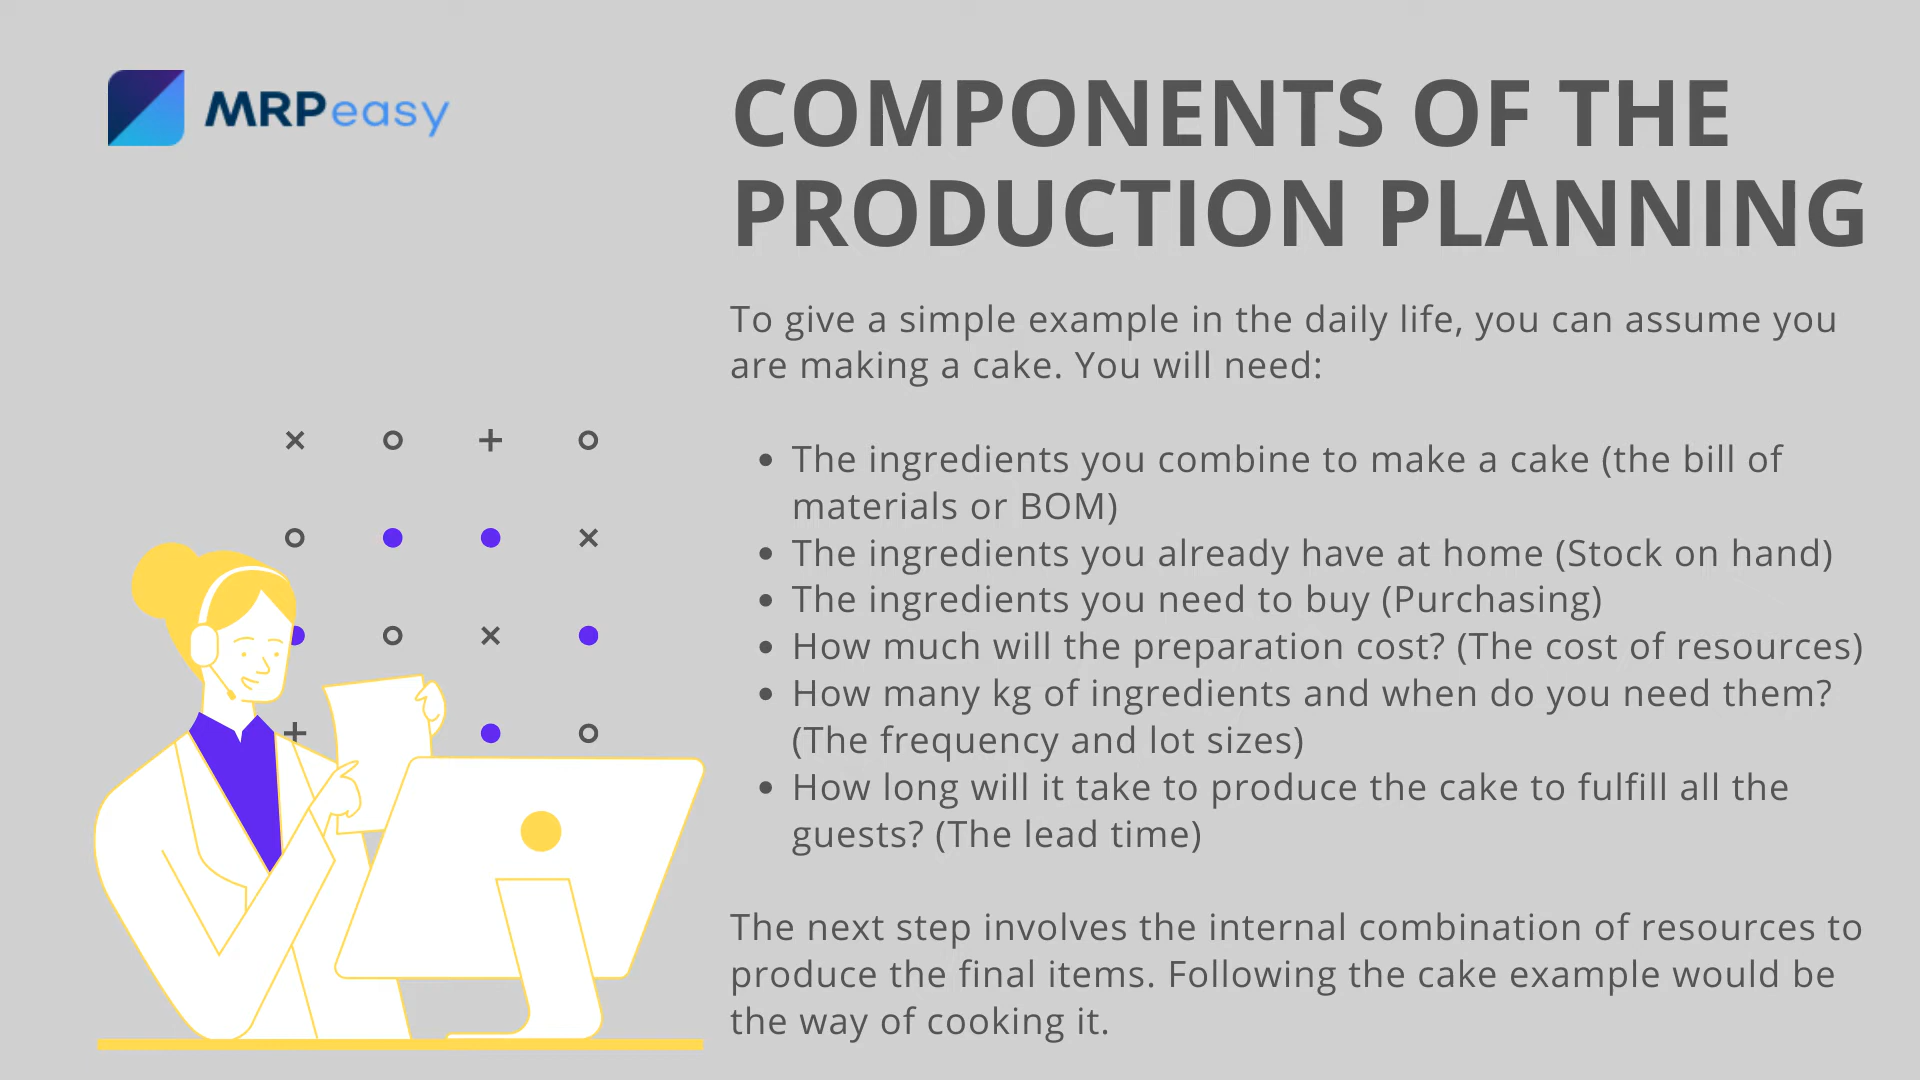 MRPeasy
COMPONENTS OF THE
PRODUCTION PLANNING
To give a simple example in the daily life, you can assume you
are making a cake. You will need:
• The ingredients you combine to make a cake (the bill of
materials or BOM)
• The ingredients you already have at home (Stock on hand)
• The ingredients you need to buy (Purchasing)
• How much will the preparation cost? (The cost of resources)
• How many kg of ingredients and when do you need them?
(The frequency and lot sizes)
• How long will it take to produce the cake to fulfill all the
guests? (The lead time)
The next step involves the internal combination of resources to
produce the final items. Following the cake example would be
the way of cooking it.